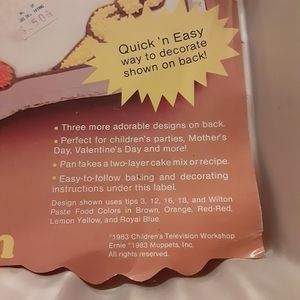 Quick 'n Easy
way to decorate
shown on back!
• Three more adorable designs on back.
• Perfect for children's parties, Mother's
Day, Valentine's Day and more!
• Pan takes a two-layer cake mix or recipe.
• Easy-to-follow baking and decorating
instructions under this label.
Design shown uses tips 3, 12, 16, 18, and Wilton
Paste Food Colors in Brown, Orange, Red-Red,
Lemon Yellow, and Royal Blue.
©1983 Children's Television Workshop
Ernie ©1983 Muppets, Inc.
All rights reserved.